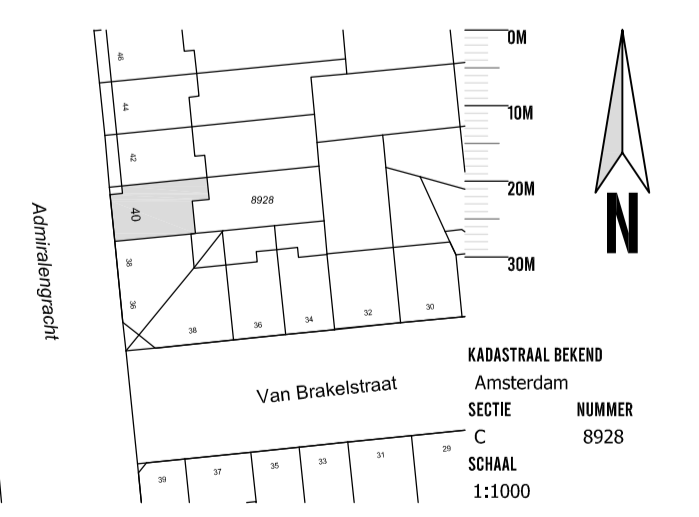 0M
10M
20M
30M
N
46
44
42
40
38
36
8928
Admiralengracht
38
36
34
32
30
Van Brakelstraat
39
37
35
33
31
29
KADASTRAAL BEKEND
Amsterdam
SECTIE NUMMER
C 8928
SCHAAL
1:1000